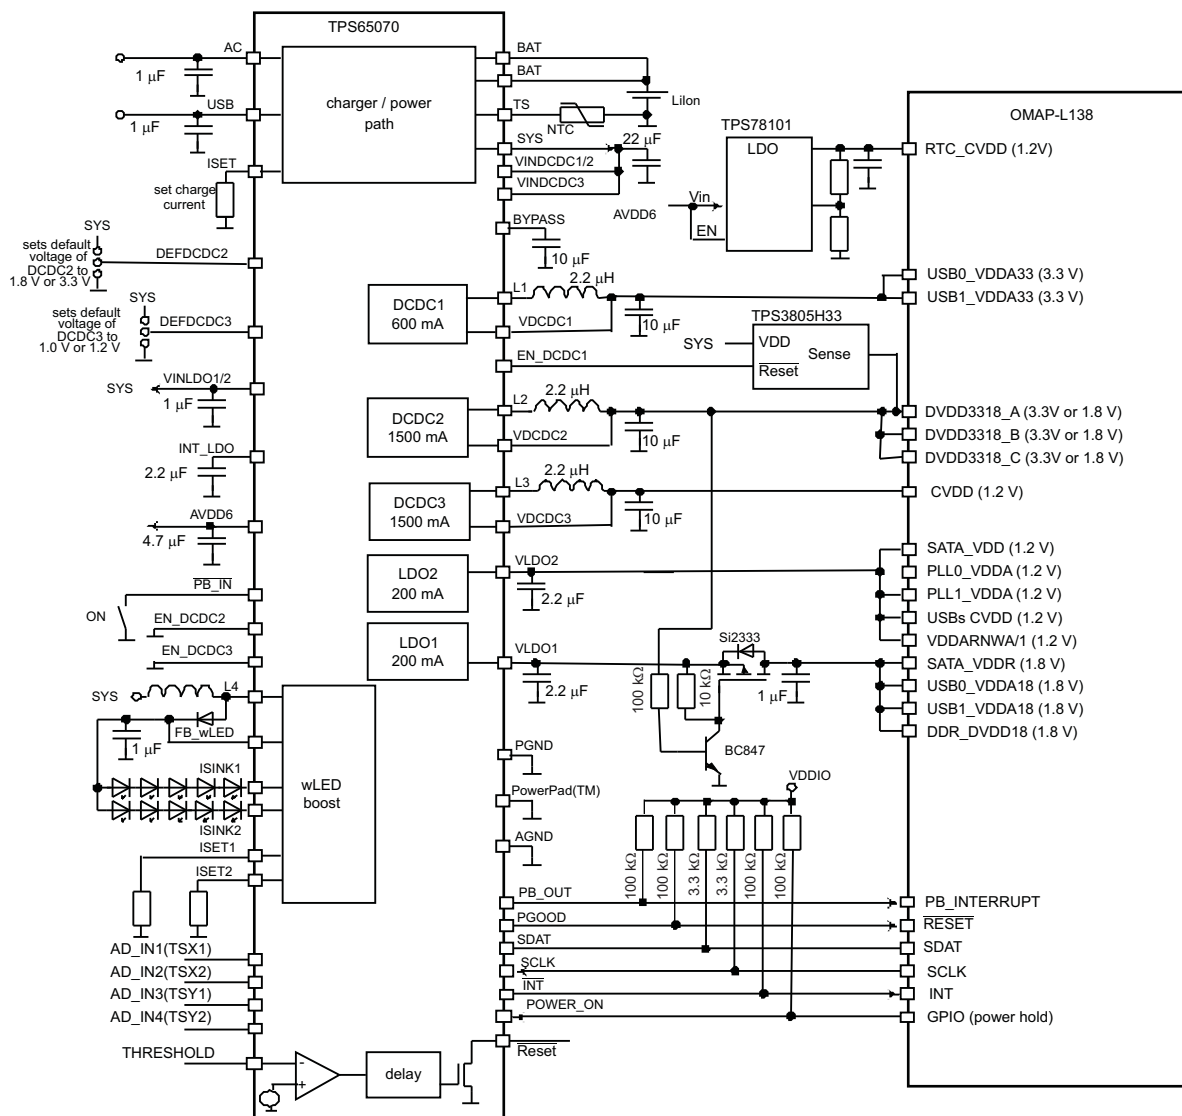 TPS65070
AC
1 µF
USB
1 µF
charger / power
path
BAT
BAT
TS
NTC
LiIon
SYS
22 µF
VINDCDC1/2
VINDCDC3
ISET
set charge
current
BYPASS
10 µF
SYS
sets default
voltage of
DCDC2 to
1.8 V or 3.3 V
DEFDCDC2
SYS
sets default
voltage of
DCDC3 to
1.0 V or 1.2 V
DEFDCDC3
SYS
VINLDO1/2
1 µF
INT_LDO
2.2 µF
AVDD6
4.7 µF
PB_IN
ON
EN_DCDC2
EN_DCDC3
SYS
L4
FB_wLED
1 µF
ISINK1
ISINK2
wLED
boost
ISET1
ISET2
AD_IN1(TSX1)
AD_IN2(TSX2)
AD_IN3(TSY1)
AD_IN4(TSY2)
THRESHOLD
-
+
delay
Reset
DCDC1
600 mA
L1
2.2 µH
VDCDC1
10 µF
EN_DCDC1
DCDC2
1500 mA
L2
2.2 µH
VDCDC2
10 µF
DCDC3
1500 mA
L3
2.2 µH
VDCDC3
10 µF
LDO2
200 mA
VLDO2
2.2 µF
LDO1
200 mA
VLDO1
2.2 µF
PGND
PowerPad(TM)
AGND
PB_OUT
PGOOD
SDAT
SCLK
INT
POWER_ON
TPS78101
LDO
Vin
AVDD6
EN
TPS3805H33
SYS
VDD
Sense
Reset
100 kΩ
10 kΩ
Si2333
1 µF
BC847
VDDIO
100 kΩ
100 kΩ
3.3 kΩ
3.3 kΩ
100 kΩ
100 kΩ
OMAP-L138
RTC_CVDD (1.2V)
USB0_VDDA33 (3.3 V)
USB1_VDDA33 (3.3 V)
DVDD3318_A (3.3V or 1.8 V)
DVDD3318_B (3.3V or 1.8 V)
DVDD3318_C (3.3V or 1.8 V)
CVDD (1.2 V)
SATA_VDD (1.2 V)
PLL0_VDDA (1.2 V)
PLL1_VDDA (1.2 V)
USBs CVDD (1.2 V)
VDDARNWA/1 (1.2 V)
SATA_VDDR (1.8 V)
USB0_VDDA18 (1.8 V)
USB1_VDDA18 (1.8 V)
DDR_DVDD18 (1.8 V)
PB_INTERRUPT
RESET
SDAT
SCLK
INT
GPIO (power hold)